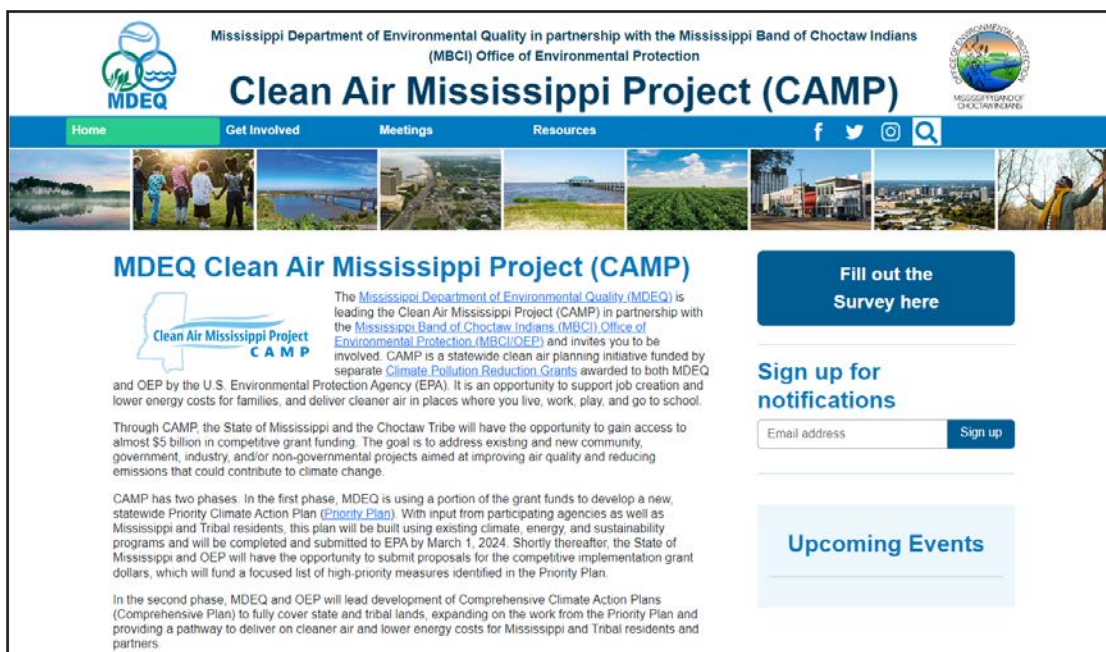 Mississippi Department of Environmental Quality in partnership with the Mississippi Band of Choctaw Indians
(MBCI) Office of Environmental Protection
Clean Air Mississippi Project (CAMP)
MDEQ
OFFICE OF ENVIRONMENTAL PROTECTION
MISSISSIPPI BAND OF
CHOCTAW INDIANS
Home Get Involved Meetings Resources
MDEQ Clean Air Mississippi Project (CAMP)
Clean Air Mississippi Project
CAMP
The Mississippi Department of Environmental Quality (MDEQ) is
leading the Clean Air Mississippi Project (CAMP) in partnership with
the Mississippi Band of Choctaw Indians (MBCI) Office of
Environmental Protection (MBCI/OEP) and invites you to be
involved. CAMP is a statewide clean air planning initiative funded by
separate Climate Pollution Reduction Grants awarded to both MDEQ
and OEP by the U.S. Environmental Protection Agency (EPA). It is an opportunity to support job creation and
lower energy costs for families, and deliver cleaner air in places where you live, work, play, and go to school.
Through CAMP, the State of Mississippi and the Choctaw Tribe will have the opportunity to gain access to
almost $5 billion in competitive grant funding. The goal is to address existing and new community,
government, industry, and/or non-governmental projects aimed at improving air quality and reducing
emissions that could contribute to climate change.
CAMP has two phases. In the first phase, MDEQ is using a portion of the grant funds to develop a new,
statewide Priority Climate Action Plan (Priority Plan). With input from participating agencies as well as
Mississippi and Tribal residents, this plan will be built using existing climate, energy, and sustainability
programs and will be completed and submitted to EPA by March 1, 2024. Shortly thereafter, the State of
Mississippi and OEP will have the opportunity to submit proposals for the competitive implementation grant
dollars, which will fund a focused list of high-priority measures identified in the Priority Plan.
In the second phase, MDEQ and OEP will lead development of Comprehensive Climate Action Plans
(Comprehensive Plan) to fully cover state and tribal lands, expanding on the work from the Priority Plan and
providing a pathway to deliver on cleaner air and lower energy costs for Mississippi and Tribal residents and
partners.
Fill out the
Survey here
Sign up for
notifications
Email address Sign up
Upcoming Events